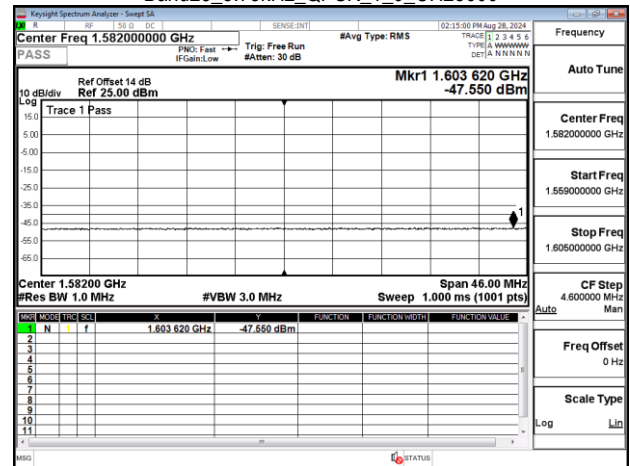 Keysight Spectrum Analyzer - Swept SA
R RF 50 Ω DC SENSE:INT 02:15:00 PM Aug 28, 2024
Center Freq 1.582000000 GHz #Avg Type: RMS TRACE 1 2 3 4 5 6
PASS PNO: Fast Trig: Free Run TYPE A WWWWW
IFGain:Low #Atten: 30 dB DET A NNNNN
Mkr1 1.603 620 GHz
Ref Offset 14 dB
10 dB/div Ref 25.00 dBm -47.550 dBm
Log
Trace 1 Pass
15.0
5.00
-5.00
-15.0
-25.0
-35.0
1
-45.0
-55.0
-65.0
Center 1.58200 GHz Span 46.00 MHz
#Res BW 1.0 MHz #VBW 3.0 MHz Sweep 1.000 ms (1001 pts)
MKR MODE TRC SCL X Y FUNCTION FUNCTION WIDTH FUNCTION VALUE
1 N 1 f 1.603 620 GHz -47.550 dBm
2
3
4
5
6
7
8
9
10
11
MSG STATUS
Frequency
Auto Tune
Center Freq
1.582000000 GHz
Start Freq
1.559000000 GHz
Stop Freq
1.605000000 GHz
CF Step
4.600000 MHz
Auto Man
Freq Offset
0 Hz
Scale Type
Log Lin